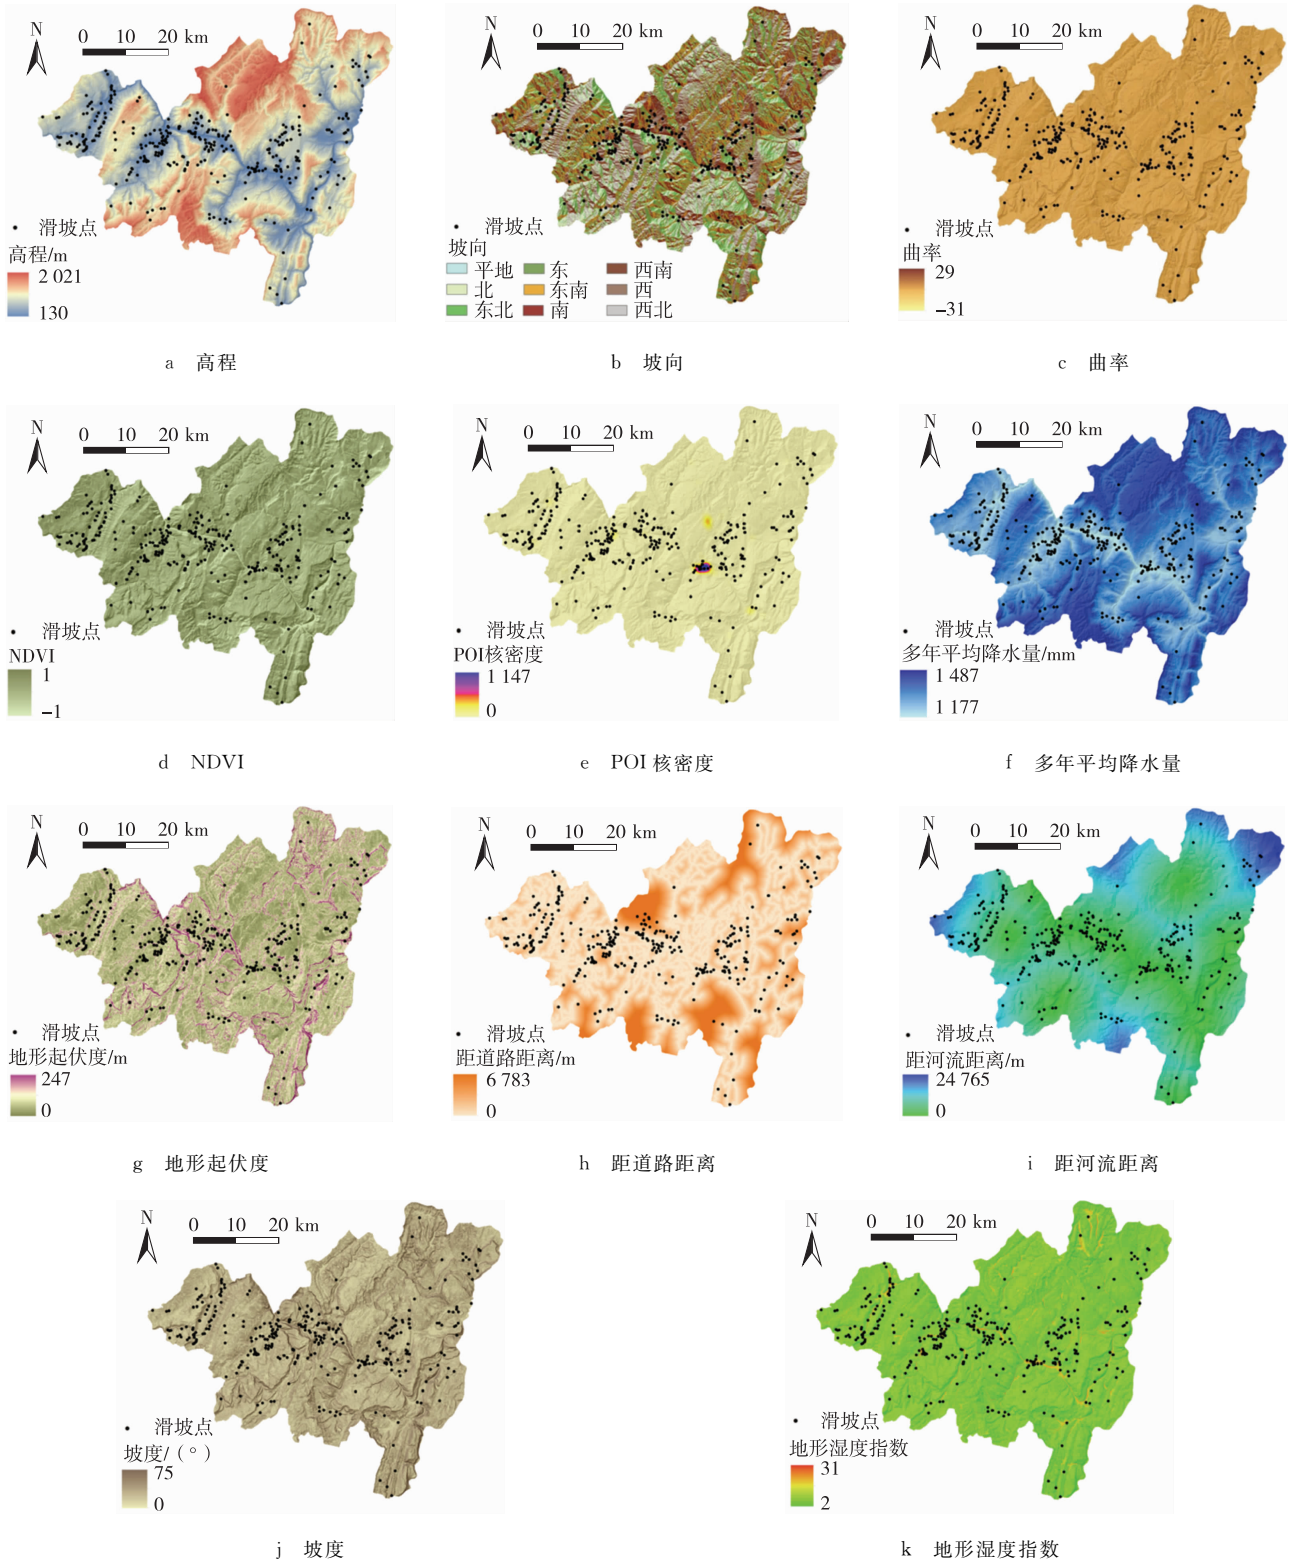 N
0 10 20 km
滑坡点
高程/m
2 021
130
a 高程
N
0 10 20 km
滑坡点
坡向
平地 东 西南
北 东南 西
东北 南 西北
b 坡向
N
0 10 20 km
滑坡点
曲率
29
−31
c 曲率
N
0 10 20 km
滑坡点
NDVI
1
−1
d NDVI
N
0 10 20 km
滑坡点
POI核密度
1 147
0
e POI 核密度
N
0 10 20 km
滑坡点
多年平均降水量/mm
1 487
1 177
f 多年平均降水量
N
0 10 20 km
滑坡点
地形起伏度/m
247
0
g 地形起伏度
N
0 10 20 km
滑坡点
距道路距离/m
6 783
0
h 距道路距离
N
0 10 20 km
滑坡点
距河流距离/m
24 765
0
i 距河流距离
N
0 10 20 km
滑坡点
坡度/（°）
75
0
j 坡度
N
0 10 20 km
滑坡点
地形湿度指数
31
2
k 地形湿度指数